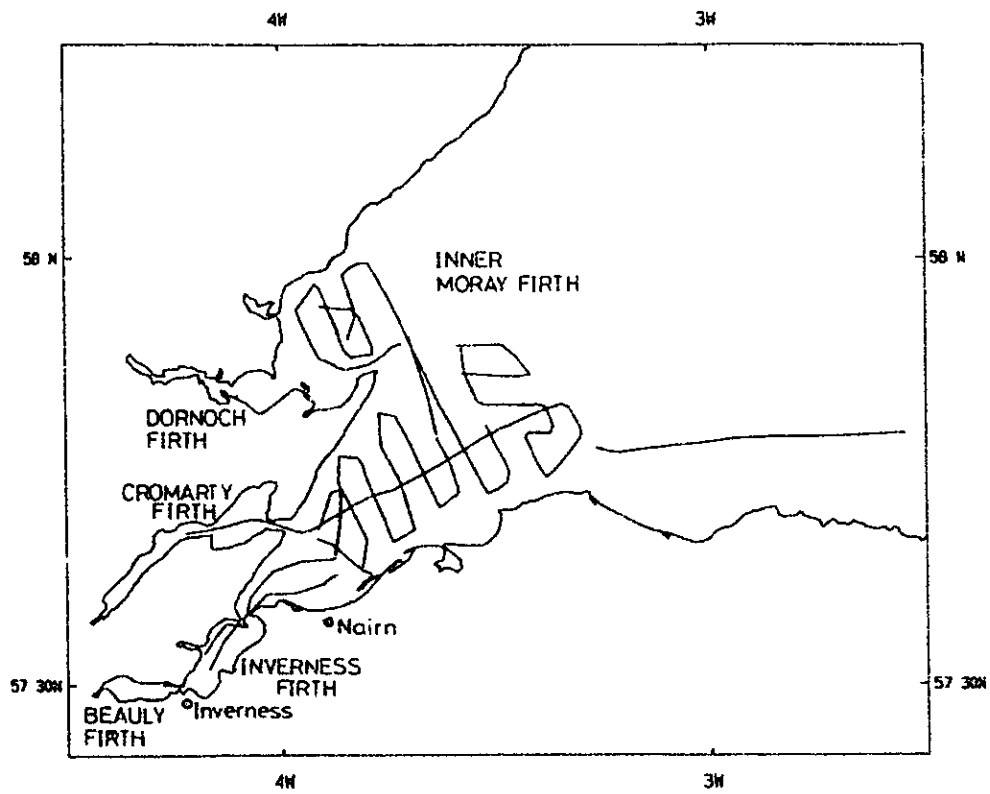 4W 3W
58 N INNER 58 N
MORAY FIRTH
DORNOCH
FIRTH
CROMARTY
FIRTH
Nairn
INVERNESS
FIRTH
57 30N 57 30N
BEAULY
FIRTH
Inverness
4W 3W